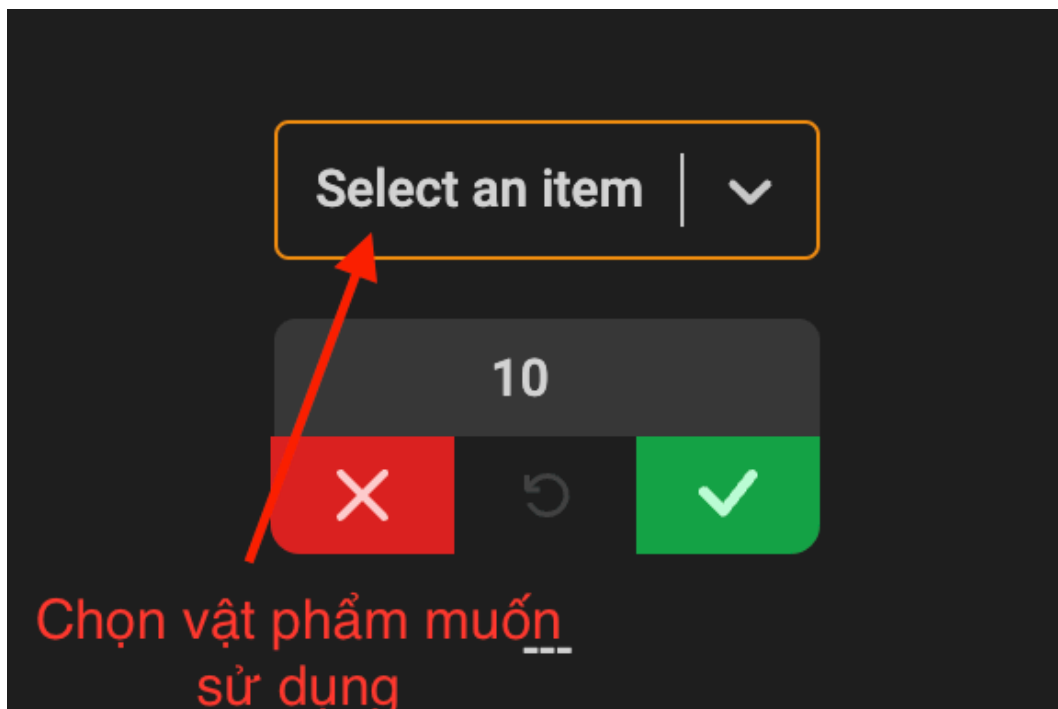 Select an item
10
Chọn vật phẩm muốn
---
sử dụng